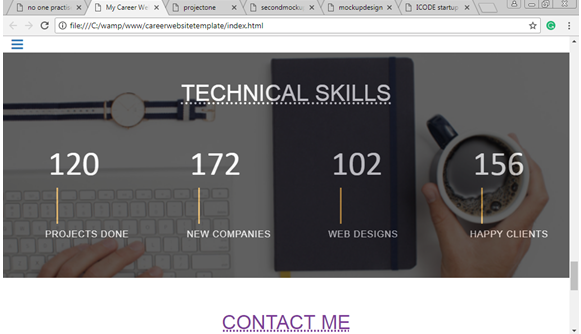 no one practis
My Career We
projectone
secondmocku
mockupdesign
ICODE startup
file:///C:/wamp/www/careerwebsitetemplate/index.html
TECHNICAL SKILLS
120 172 102 156
PROJECTS DONE NEW COMPANIES WEB DESIGNS HAPPY CLIENTS
CONTACT ME